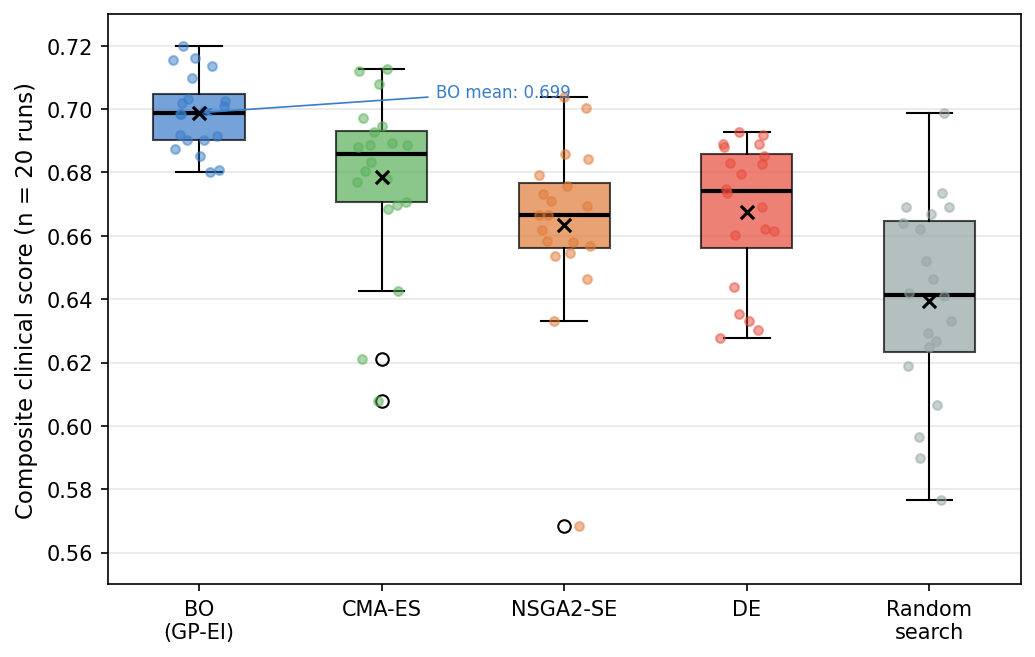 Composite clinical score (n = 20 runs)
0.72
0.70
0.68
0.66
0.64
0.62
0.60
0.58
0.56
BO mean: 0.699
BO
(GP-EI)
CMA-ES
NSGA2-SE
DE
Random
search